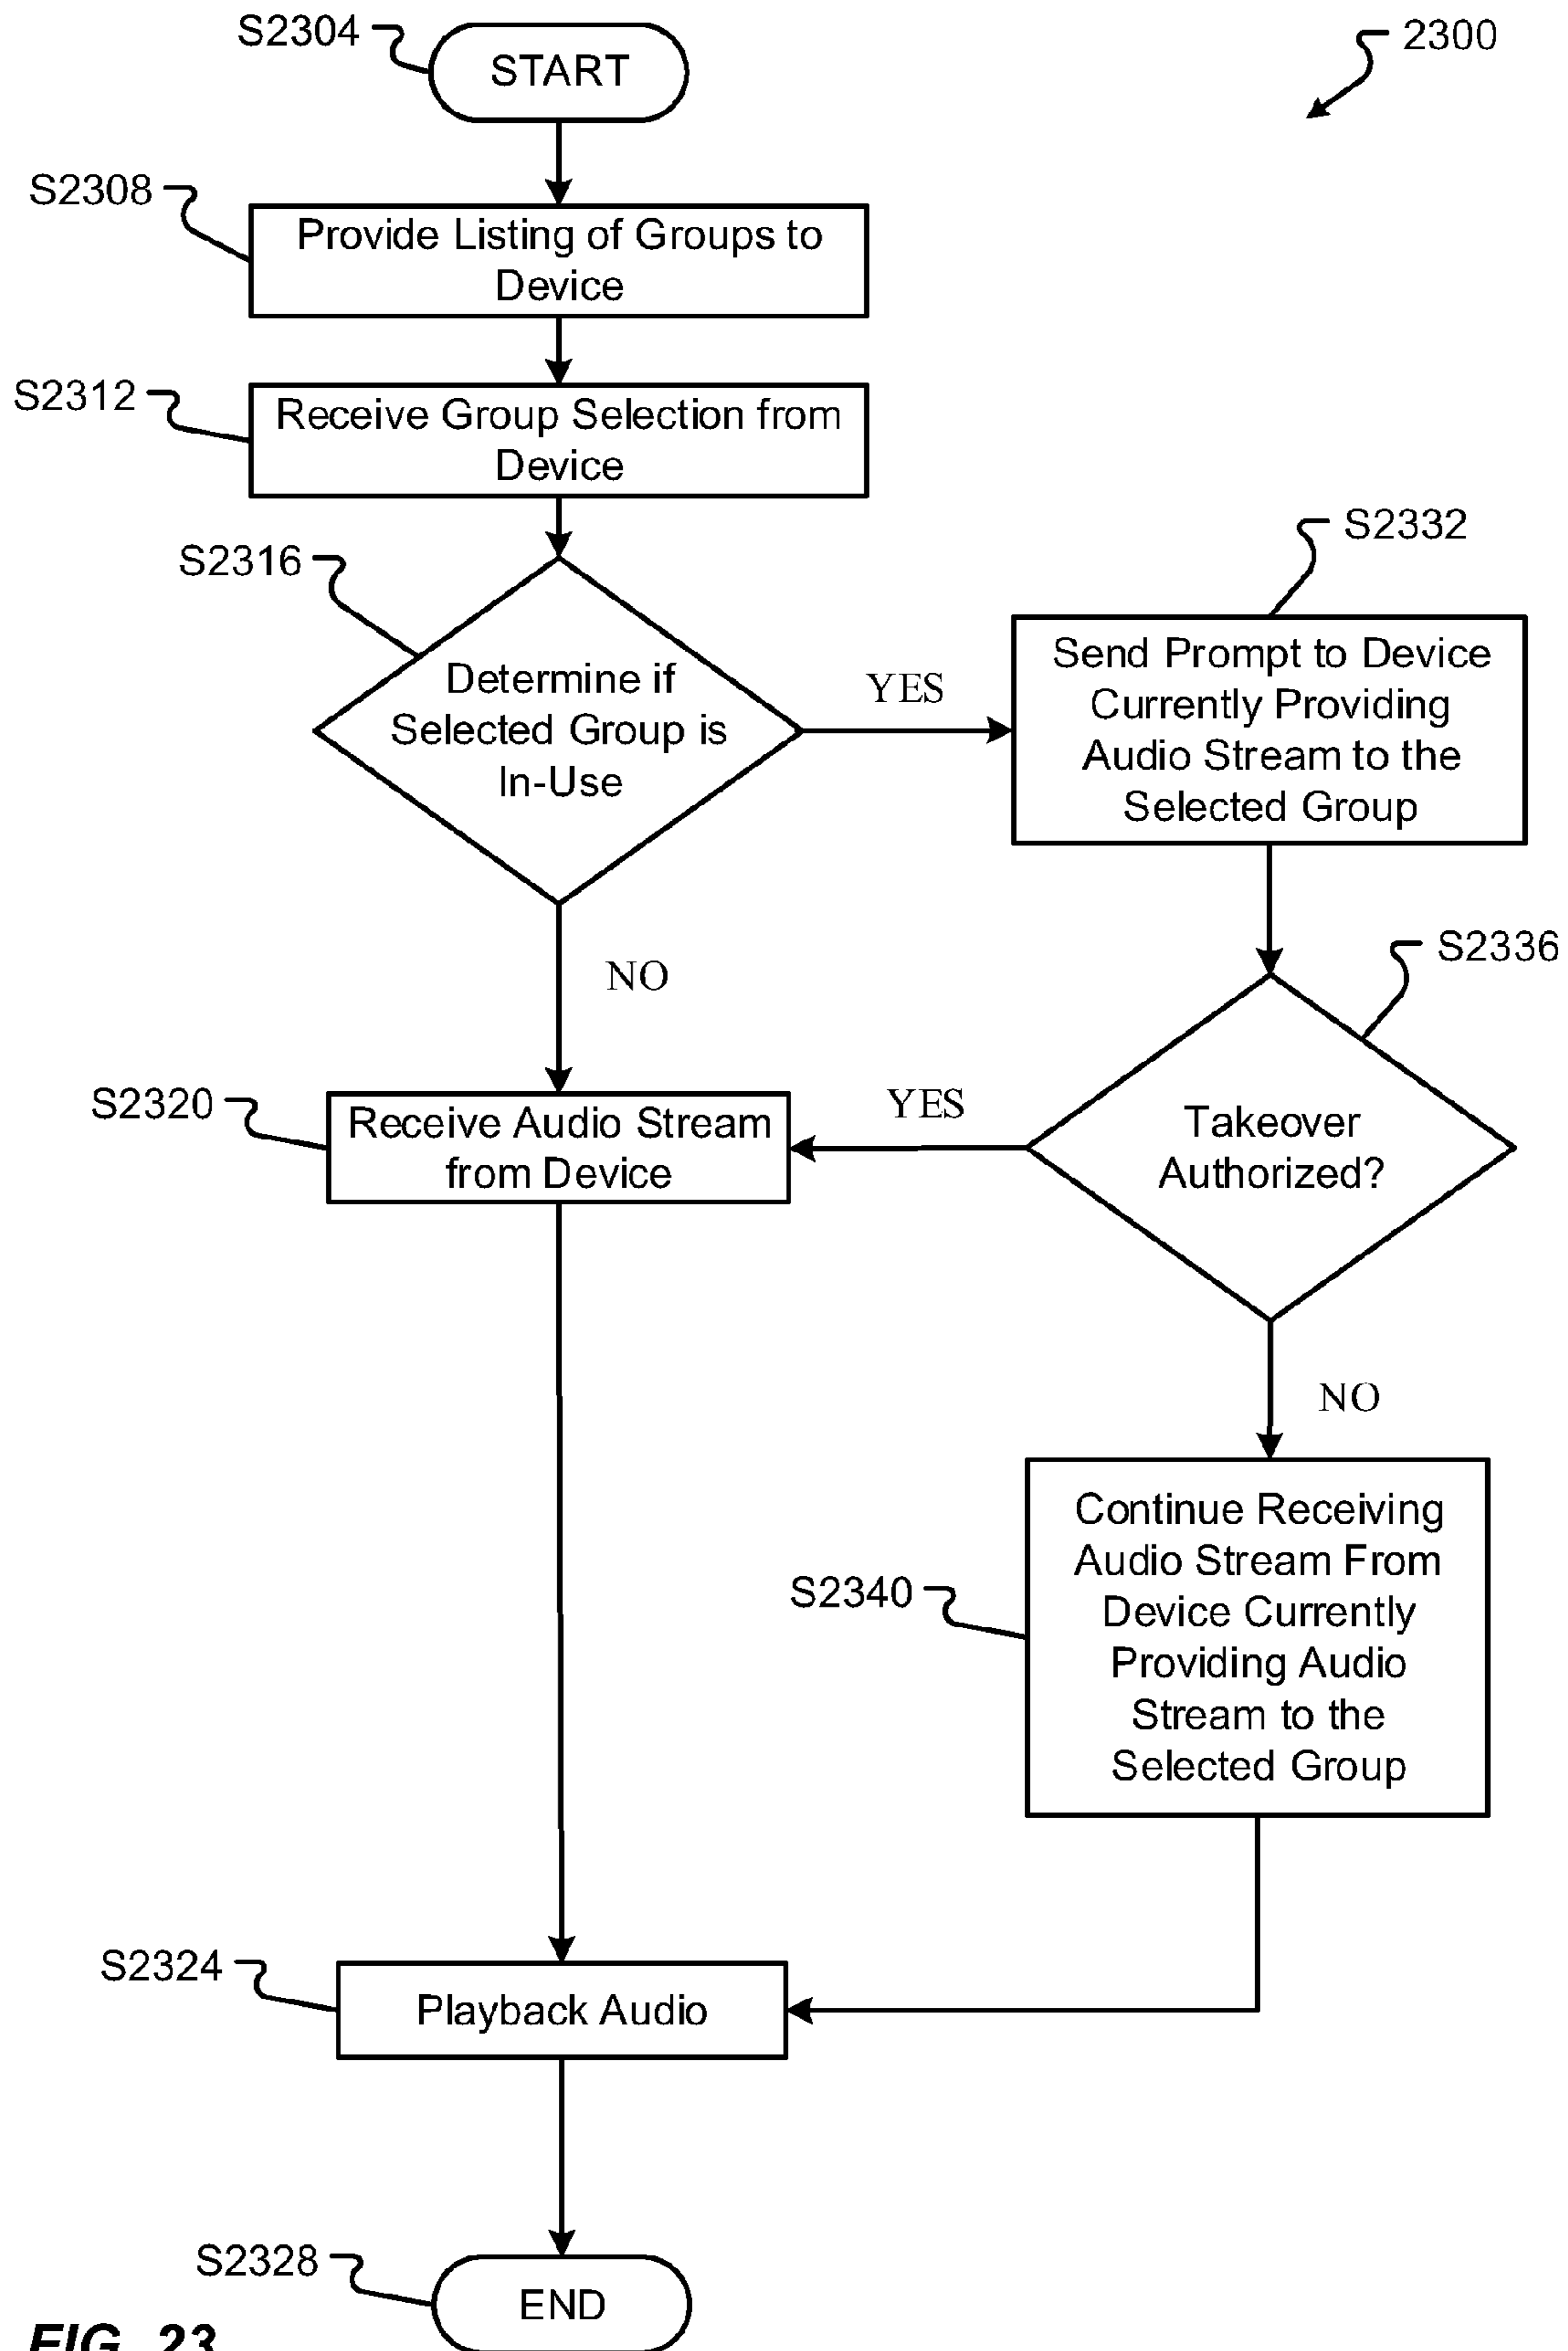 S2304
START
2300
S2308
Provide Listing of Groups to
Device
S2312
Receive Group Selection from
Device
S2316
Determine if
Selected Group is
In-Use
YES
S2332
Send Prompt to Device
Currently Providing
Audio Stream to the
Selected Group
NO
S2336
Takeover
Authorized?
YES
S2320
Receive Audio Stream
from Device
NO
S2340
Continue Receiving
Audio Stream From
Device Currently
Providing Audio
Stream to the
Selected Group
S2324
Playback Audio
S2328
END
FIG. 23